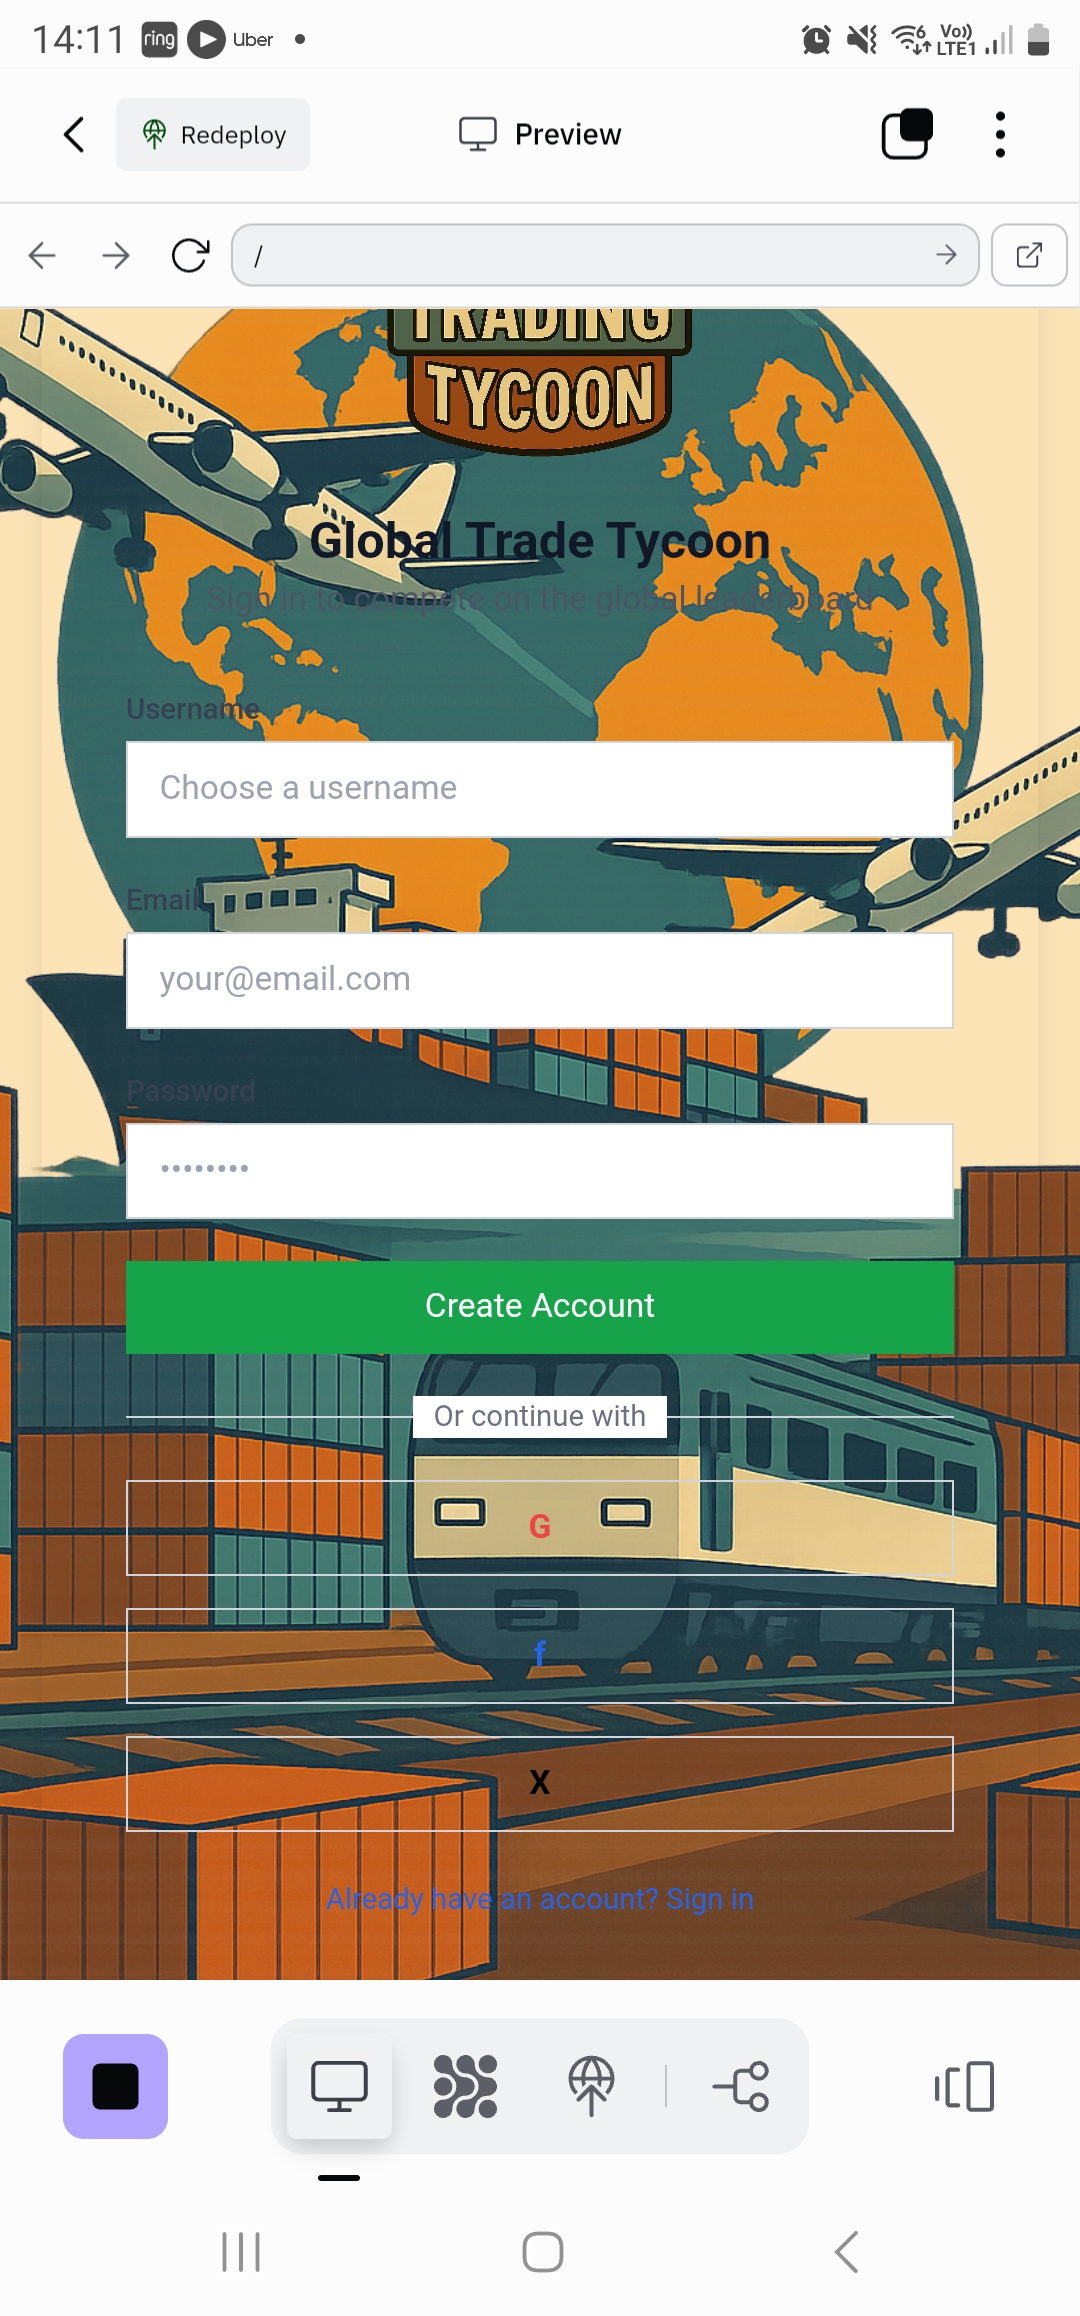 14:11 ring Uber Vo)) LTE1 6
Redeploy
Preview
/
TRADING
TYCOON
Global Trade Tycoon
Sign in to compete on the global leaderboard
Username
Choose a username
Email
your@email.com
Password
••••••••
Create Account
Or continue with
G
f
X
Already have an account? Sign in